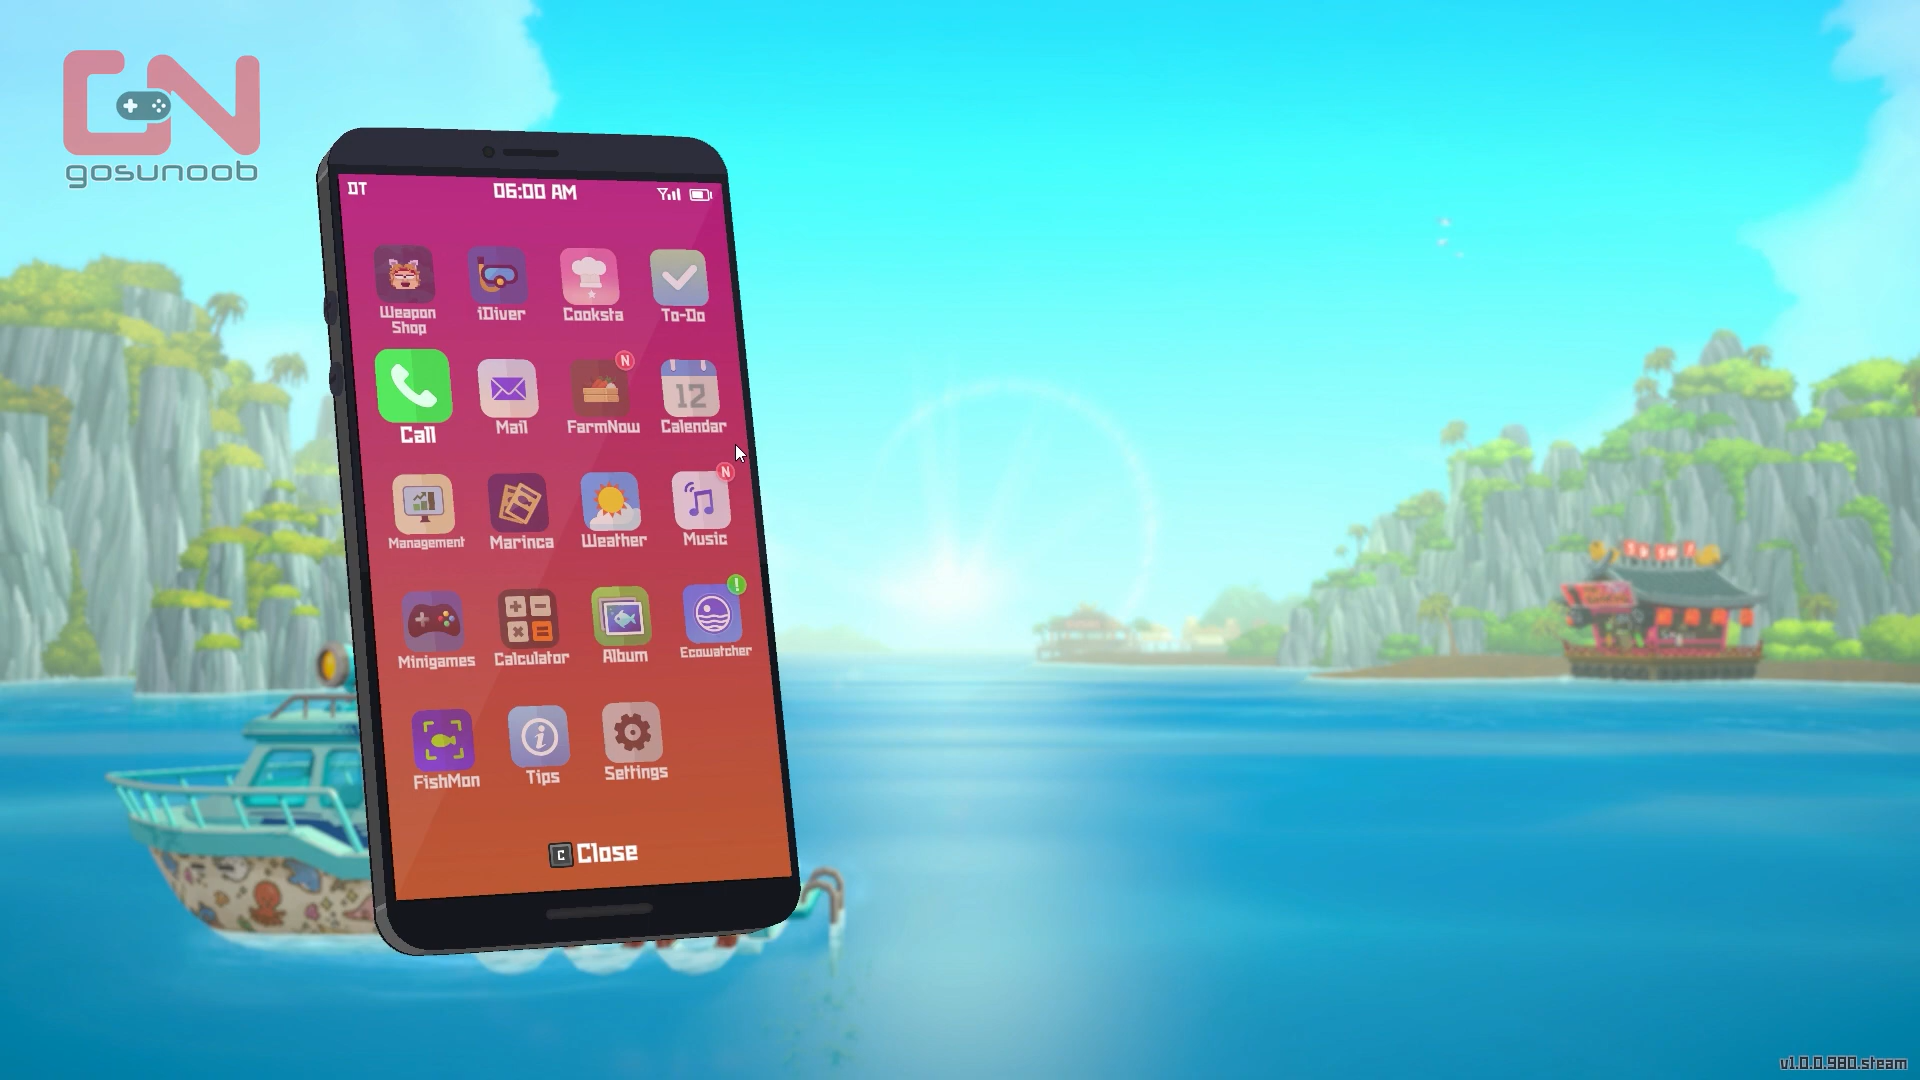 GN
gosunoob
DT
06:00 AM
Weapon
Shop
iDiver
Cooksta
To-Do
Call
Mail
N
FarmNow
12
Calendar
Management
Marinca
Weather
N
Music
Minigames
Calculator
Album
!
Ecowatcher
FishMon
i
Tips
Settings
C Close
v1.0.0.980.steam